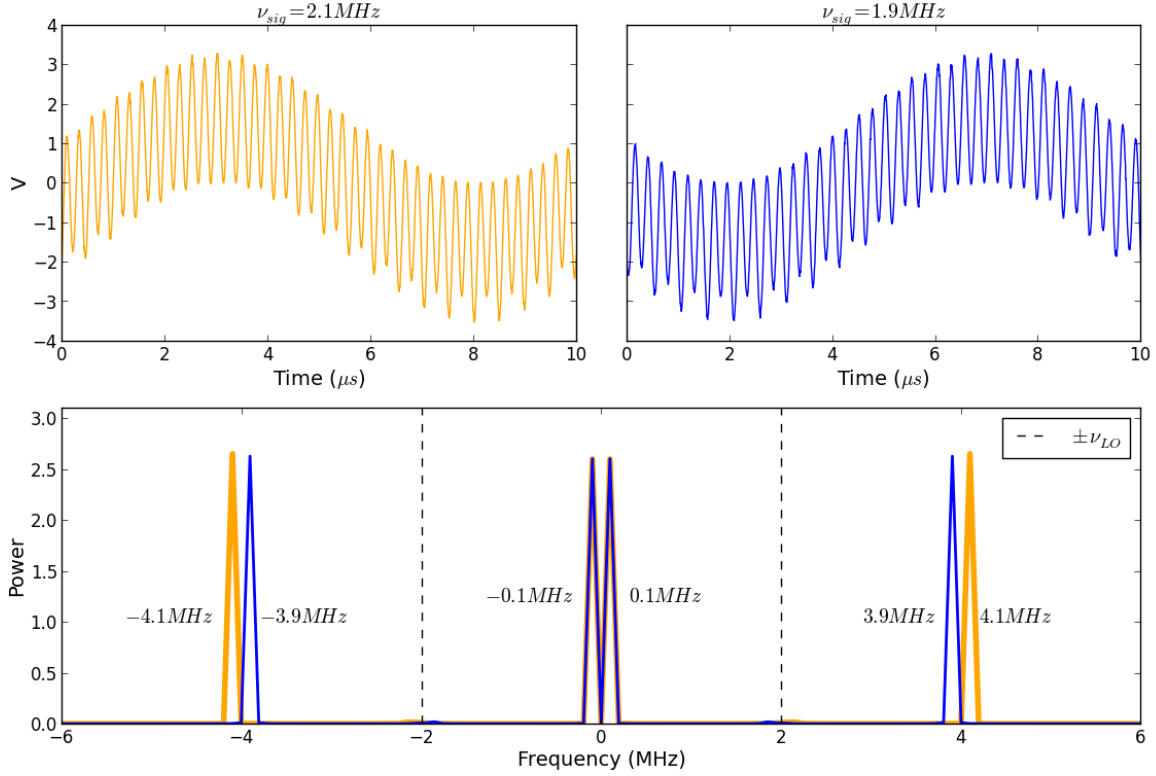 ν_sig=2.1MHz
ν_sig=1.9MHz
V
4
3
2
1
0
−1
−2
−3
−4
0 2 4 6 8 10
0 2 4 6 8 10
Time (μs)
Time (μs)
Power
3.0
2.5
2.0
1.5
1.0
0.5
0.0
±ν_LO
−0.1MHz 0.1MHz
−4.1MHz −3.9MHz 3.9MHz 4.1MHz
−6 −4 −2 0 2 4 6
Frequency (MHz)